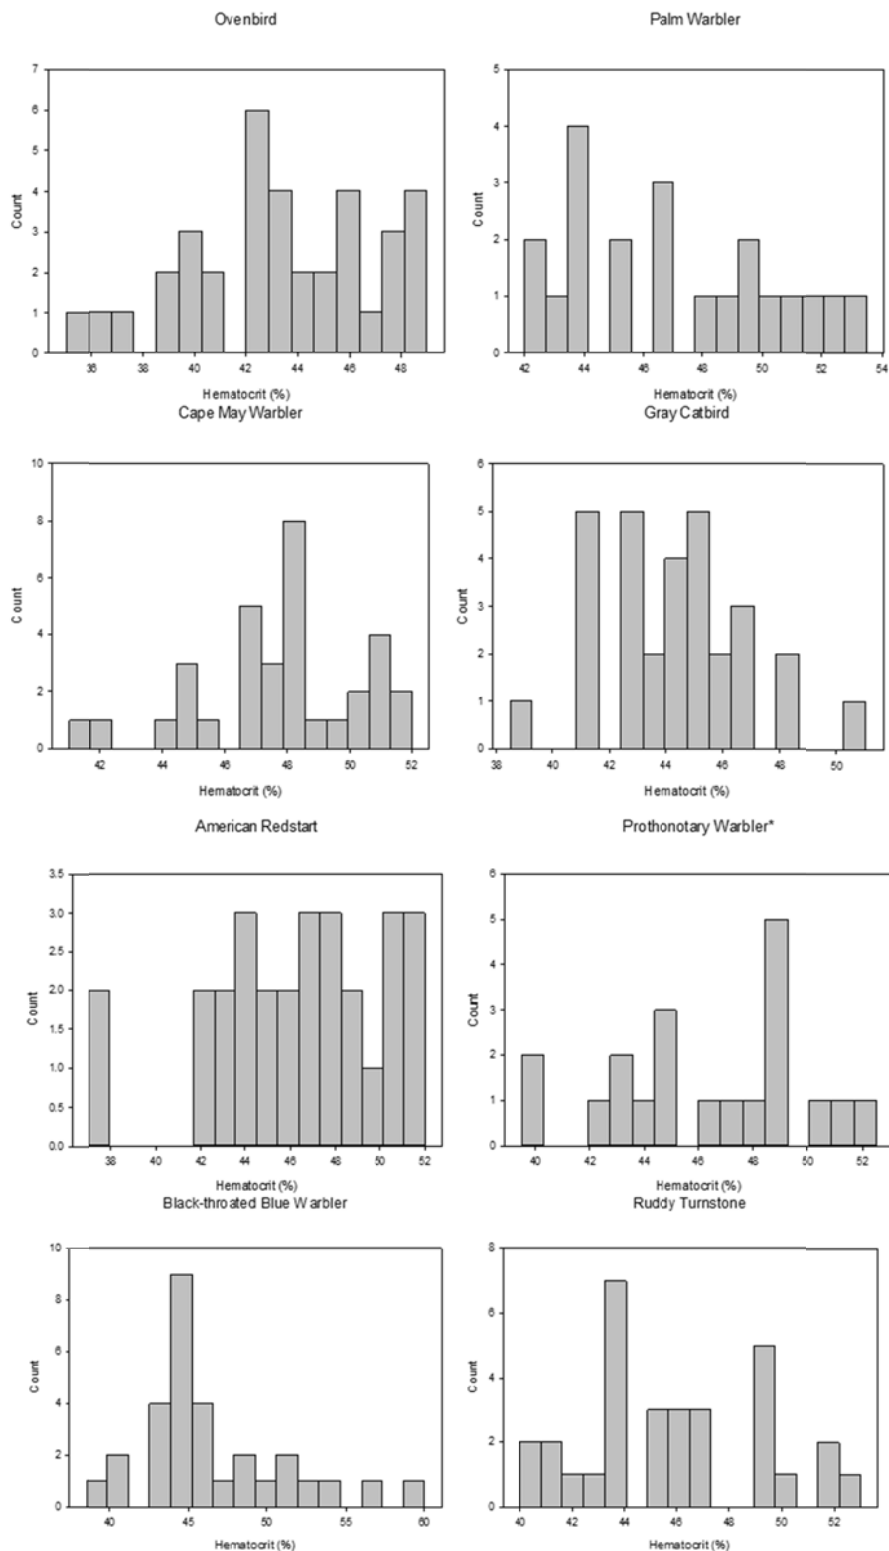 Ovenbird
Palm Warbler
7
6
5
4
3
2
1
0
Count
36 38 40 42 44 46 48
Hematocrit (%)
5
4
3
2
1
0
Count
42 44 46 48 50 52 54
Hematocrit (%)
Cape May Warbler
Gray Catbird
10
8
6
4
2
0
Count
42 44 46 48 50 52
Hematocrit (%)
6
5
4
3
2
1
0
Count
38 40 42 44 46 48 50
Hematocrit (%)
American Redstart
Prothonotary Warbler*
3.5
3.0
2.5
2.0
1.5
1.0
0.5
0.0
Count
38 40 42 44 46 48 50 52
Hematocrit (%)
6
5
4
3
2
1
0
Count
40 42 44 46 48 50 52
Hematocrit (%)
Black-throated Blue Warbler
Ruddy Turnstone
10
8
6
4
2
0
Count
40 45 50 55 60
Hematocrit (%)
8
6
4
2
0
Count
40 42 44 46 48 50 52
Hematocrit (%)